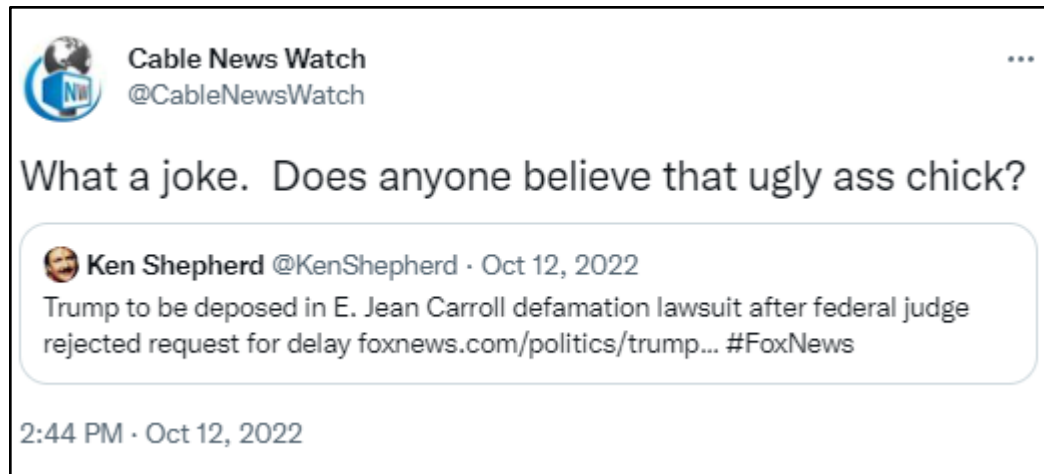 Cable News Watch
@CableNewsWatch
...
NW
What a joke.  Does anyone believe that ugly ass chick?
Ken Shepherd @KenShepherd · Oct 12, 2022
Trump to be deposed in E. Jean Carroll defamation lawsuit after federal judge
rejected request for delay foxnews.com/politics/trump... #FoxNews
2:44 PM · Oct 12, 2022